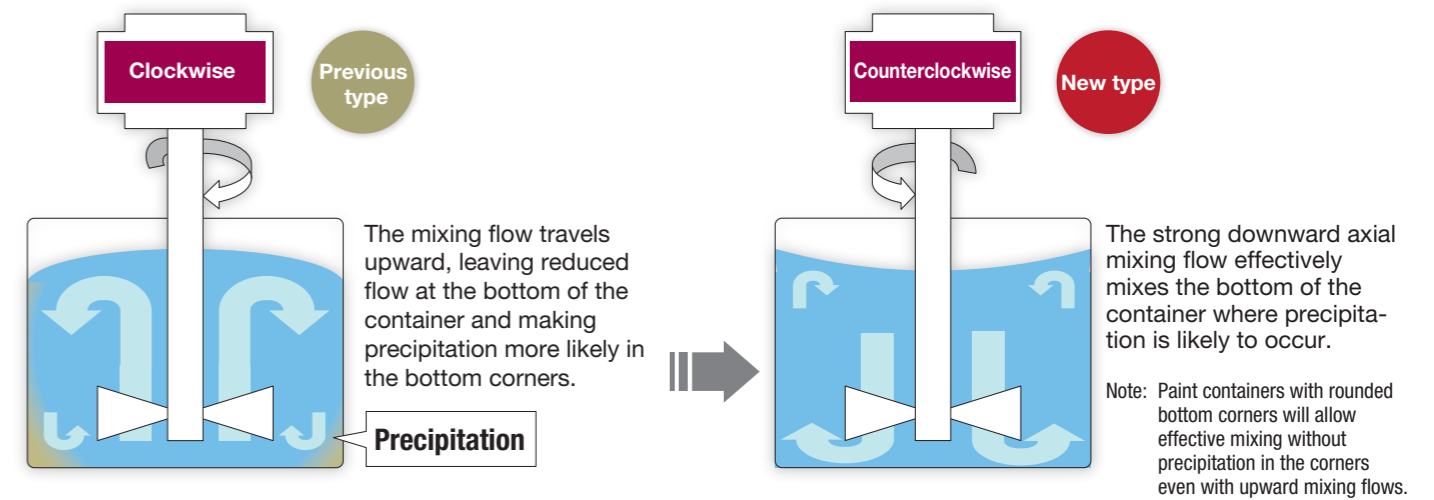 Clockwise
Previous
type
The mixing flow travels
upward, leaving reduced
flow at the bottom of the
container and making
precipitation more likely in
the bottom corners.
Precipitation
Counterclockwise
New type
The strong downward axial
mixing flow effectively
mixes the bottom of the
container where precipita-
tion is likely to occur.
Note: Paint containers with rounded
bottom corners will allow
effective mixing without
precipitation in the corners
even with upward mixing flows.